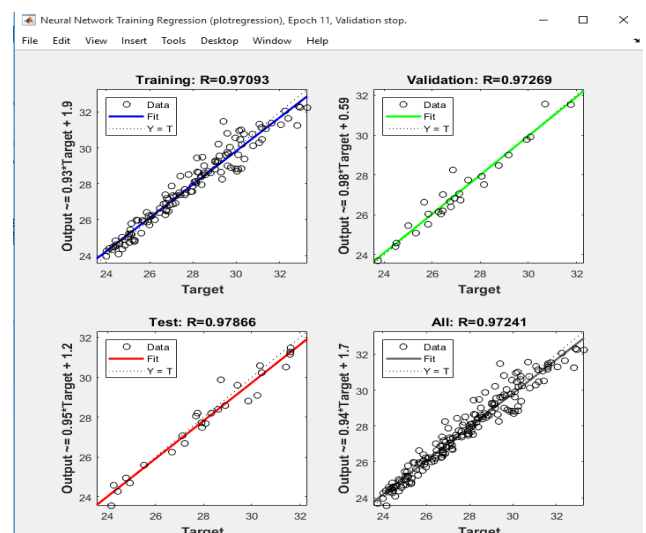 Neural Network Training Regression (plotregression), Epoch 11, Validation stop.
File Edit View Insert Tools Desktop Window Help
Training: R=0.97093
Output ~= 0.93*Target + 1.9
Data
Fit
Y = T
32
30
28
26
24
24 26 28 30 32
Target
Validation: R=0.97269
Output ~= 0.98*Target + 0.59
Data
Fit
Y = T
32
30
28
26
24
24 26 28 30 32
Target
Test: R=0.97866
Output ~= 0.95*Target + 1.2
Data
Fit
Y = T
32
30
28
26
24
24 26 28 30 32
Target
All: R=0.97241
Output ~= 0.94*Target + 1.7
Data
Fit
Y = T
32
30
28
26
24
24 26 28 30 32
Target